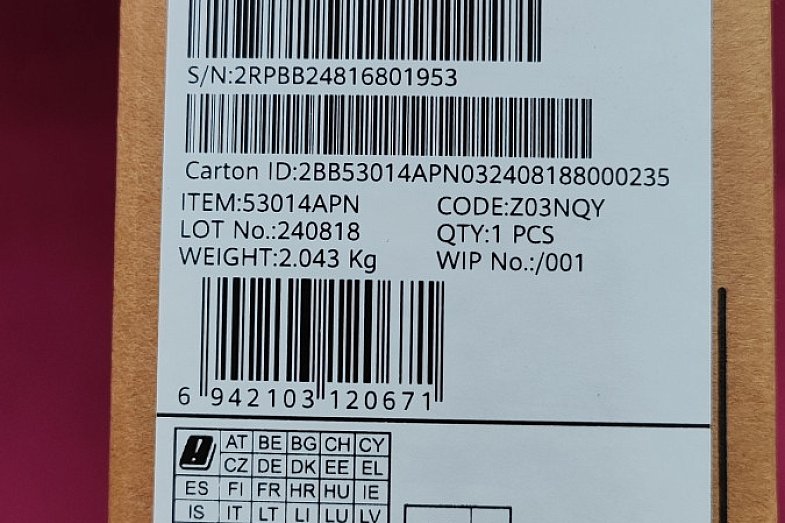 S/N:2RPBB24816801953
Carton ID:2BB53014APN032408188000235
ITEM:53014APN CODE:Z03NQY
LOT No.:240818 QTY:1 PCS
WEIGHT:2.043 Kg WIP No.:/001
6 942103 120671
AT BE BG CH CY
CZ DE DK EE EL
ES FI FR HR HU IE
IS IT LT LI LU LV